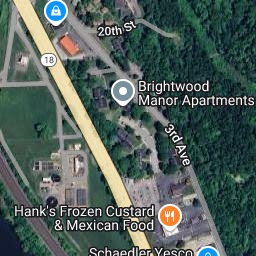 20th St
18
Brightwood
Manor Apartments
3rd Ave
Hank's Frozen Custard
& Mexican Food
Schaedler Yesco